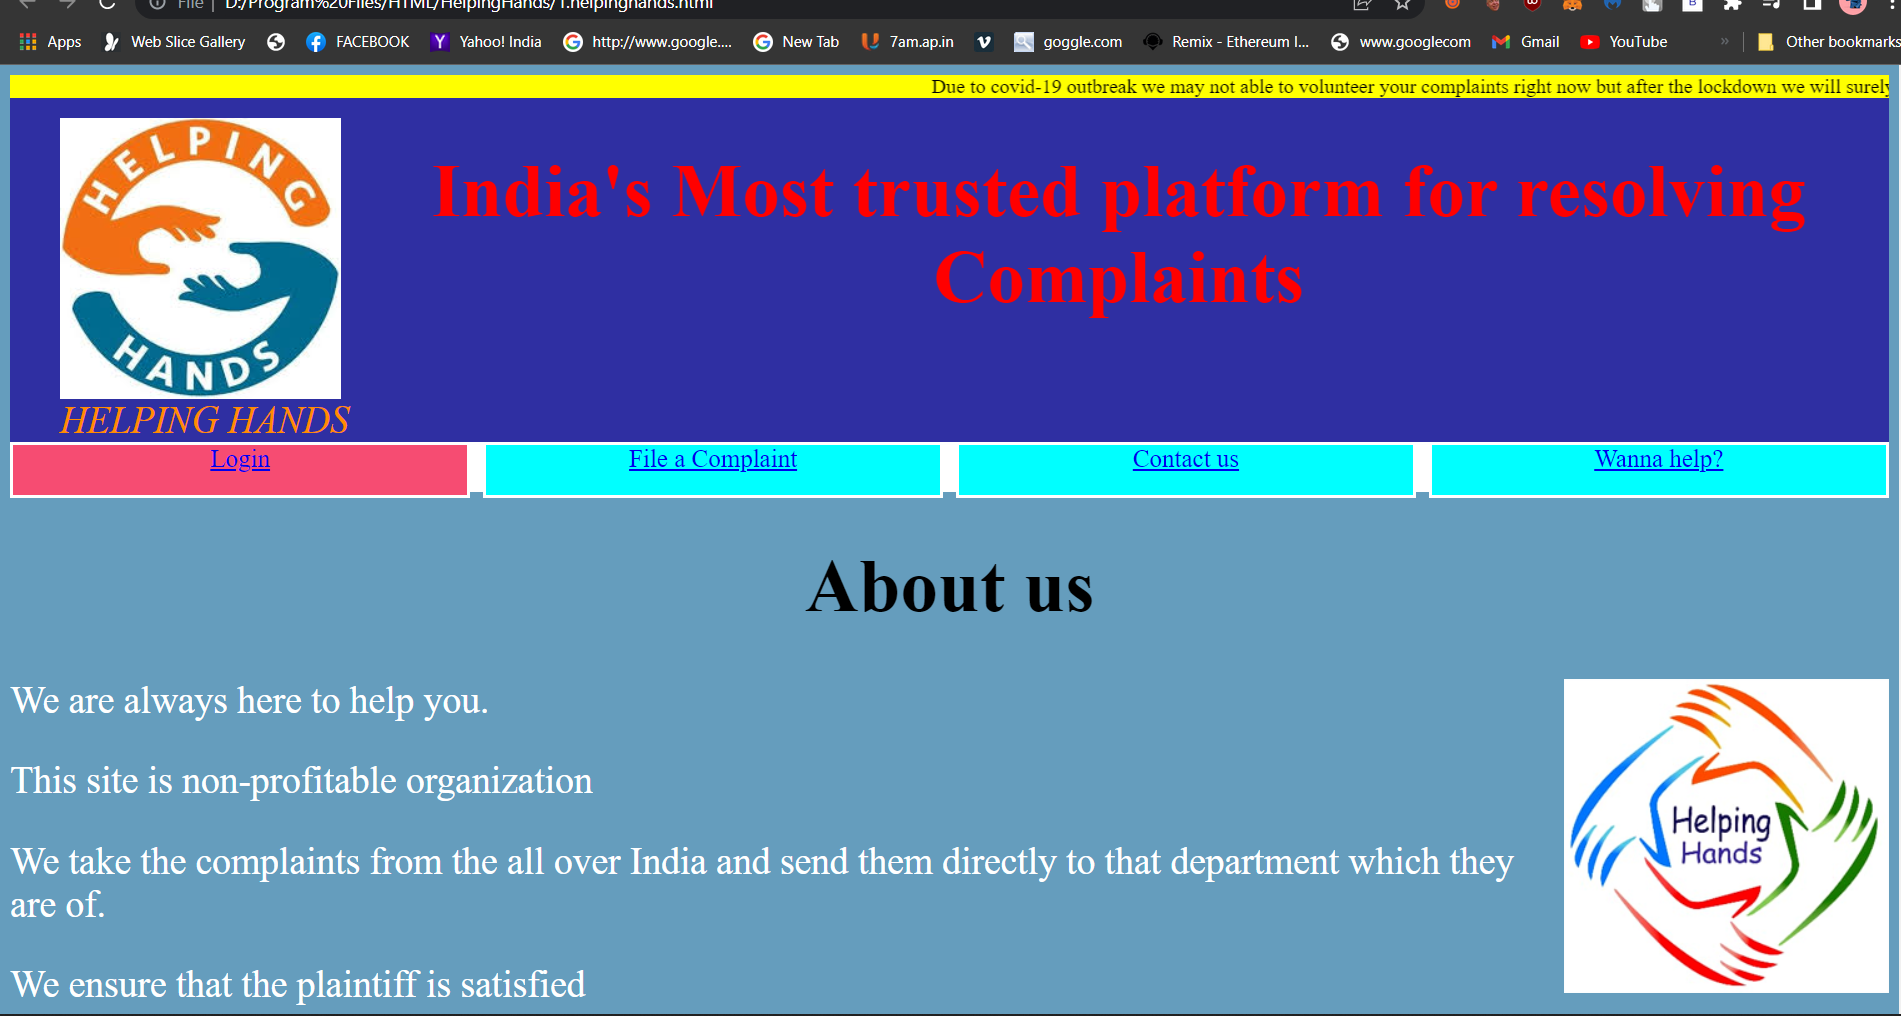 File | D:/Program%20Files/HTML/HelpingHands/1.helpinghands.html
Apps Web Slice Gallery FACEBOOK Yahoo! India http://www.google.... New Tab 7am.ap.in goggle.com Remix - Ethereum I... www.googlecom Gmail YouTube » Other bookmarks
Due to covid-19 outbreak we may not able to volunteer your complaints right now but after the lockdown we will surely
HELPING
HANDS
India's Most trusted platform for resolving
Complaints
HELPING HANDS
Login File a Complaint Contact us Wanna help?
About us
We are always here to help you.
This site is non-profitable organization
We take the complaints from the all over India and send them directly to that department which they
are of.
We ensure that the plaintiff is satisfied
Helping
Hands